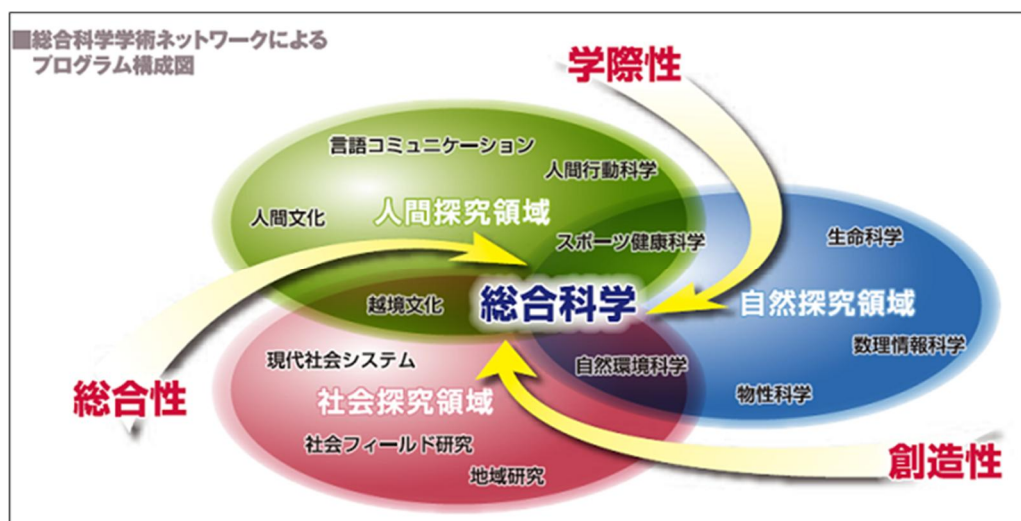 ■総合科学学術ネットワークによる
プログラム構成図
学際性
言語コミュニケーション
人間行動科学
人間文化
人間探究領域
スポーツ健康科学
生命科学
越境文化
総合科学
自然探究領域
現代社会システム
自然環境科学
数理情報科学
総合性
社会探究領域
物性科学
社会フィールド研究
地域研究
創造性